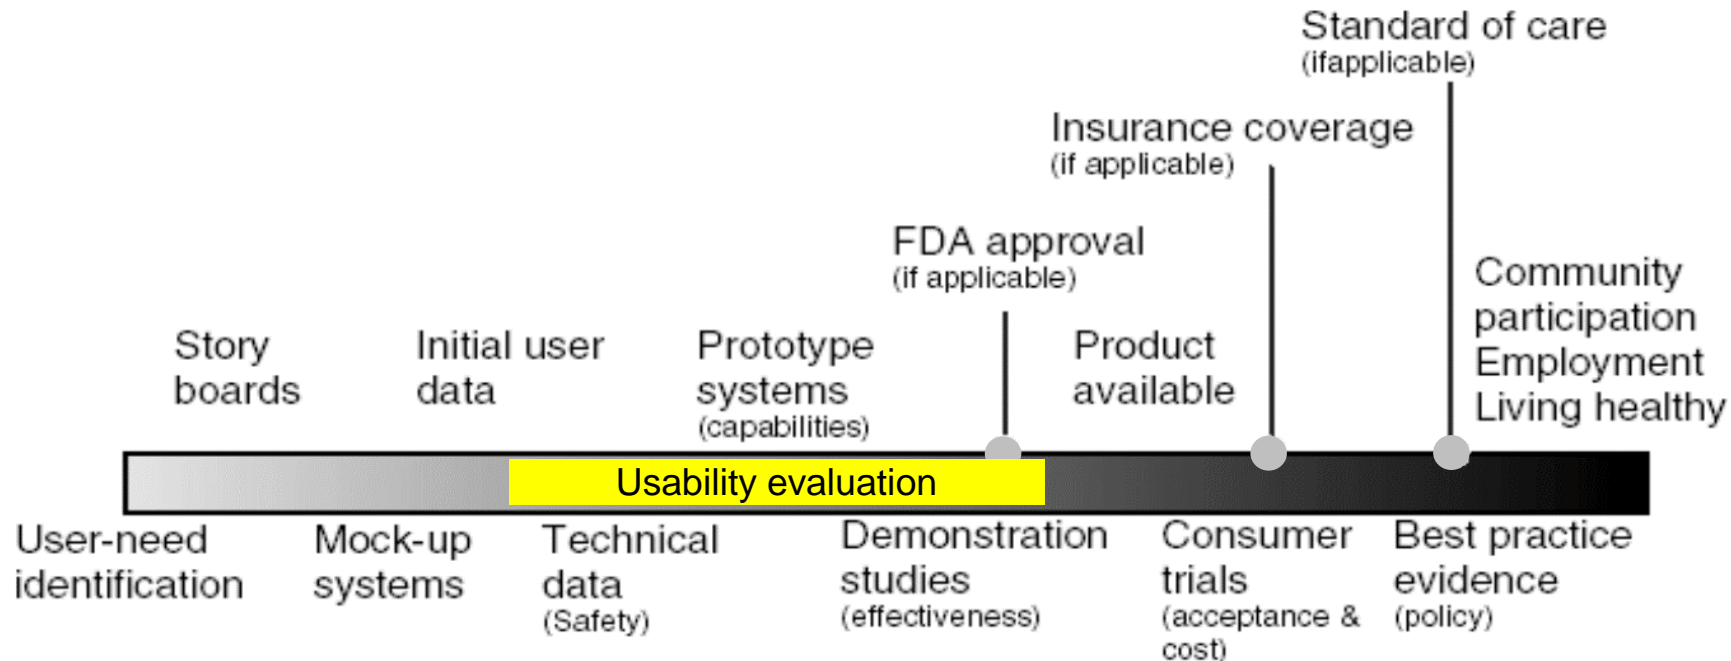 Standard of care
(ifapplicable)
Insurance coverage
(if applicable)
FDA approval
(if applicable)
Community
participation
Employment
Living healthy
Story
boards
Initial user
data
Prototype
systems
(capabilities)
Product
available
Usability evaluation
User-need
identification
Mock-up
systems
Technical
data
(Safety)
Demonstration
studies
(effectiveness)
Consumer
trials
(acceptance &
cost)
Best practice
evidence
(policy)